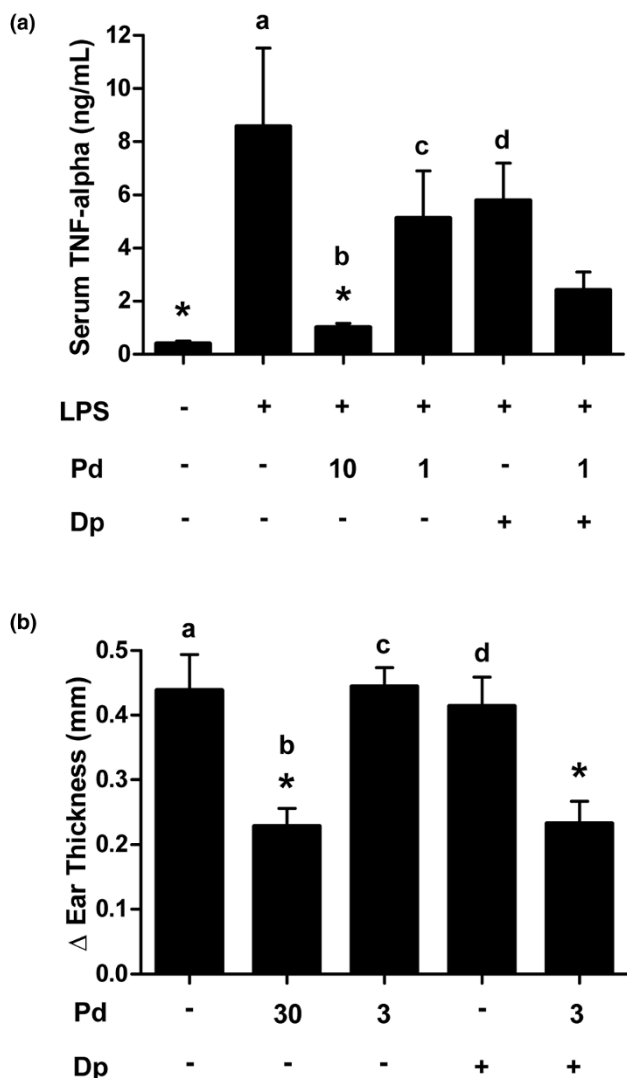 (a)
Serum TNF-alpha (ng/mL)
12
10
8
6
4
2
0
*
a
b
*
c
d
LPS - + + + + +
Pd - - 10 1 - 1
Dp - - - - + +
(b)
Δ Ear Thickness (mm)
0.5
0.4
0.3
0.2
0.1
0.0
a
b
*
c
d
*
Pd - 30 3 - 3
Dp - - - + +